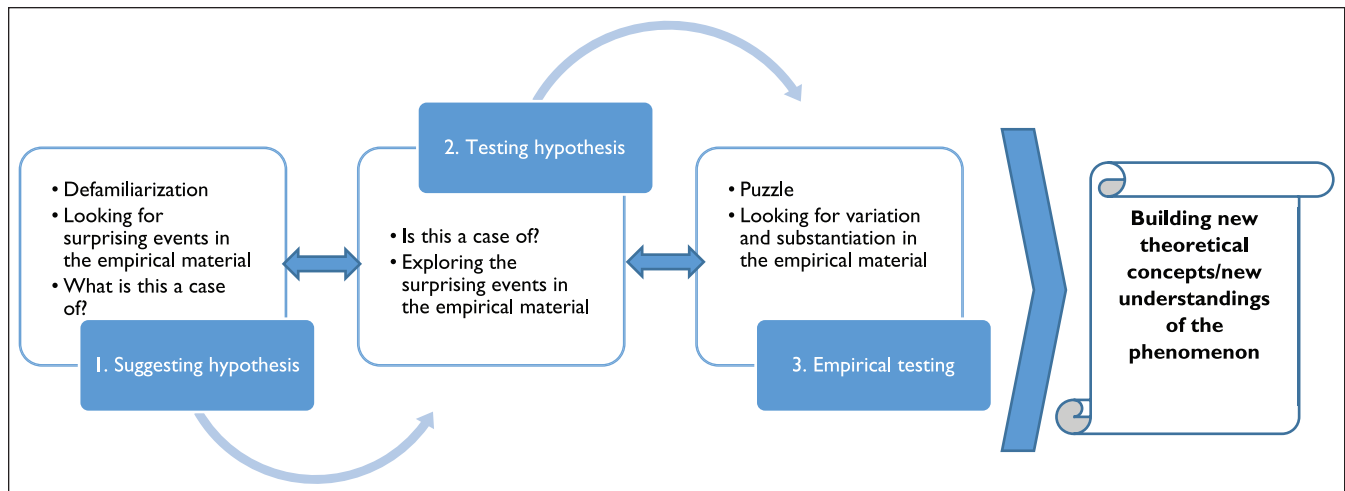 • Defamiliarization
• Looking for
surprising events in
the empirical material
• What is this a case
of?
1. Suggesting hypothesis
2. Testing hypothesis
• Is this a case of?
• Exploring the
surprising events in
the empirical material
• Puzzle
• Looking for variation
and substantiation in
the empirical material
3. Empirical testing
Building new
theoretical
concepts/new
understandings
of the
phenomenon